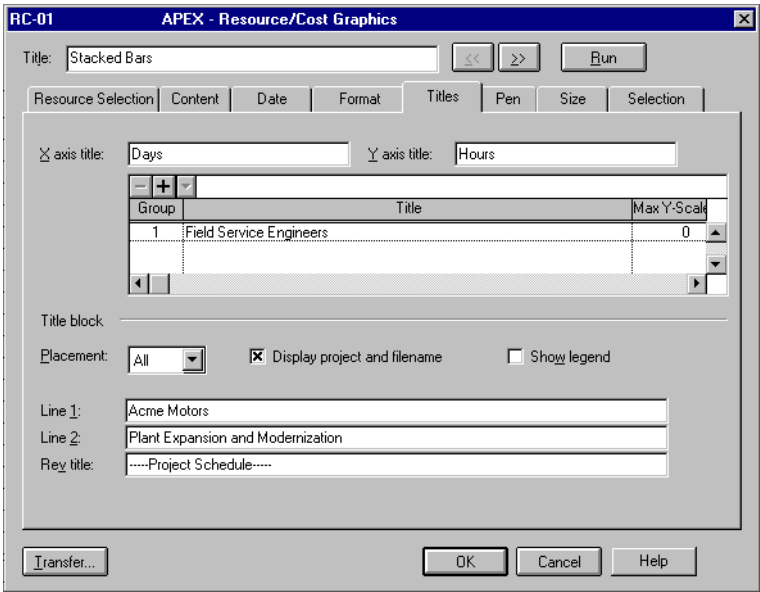 RC-01 APEX - Resource/Cost Graphics
Title: Stacked Bars << >> Run
Resource Selection Content Date Format Titles Pen Size Selection
X axis title: Days Y axis title: Hours
Group Title Max Y-Scale
1 Field Service Engineers 0
Title block
Placement: All Display project and filename Show legend
Line 1: Acme Motors
Line 2: Plant Expansion and Modernization
Rev title: -----Project Schedule-----
Transfer... OK Cancel Help